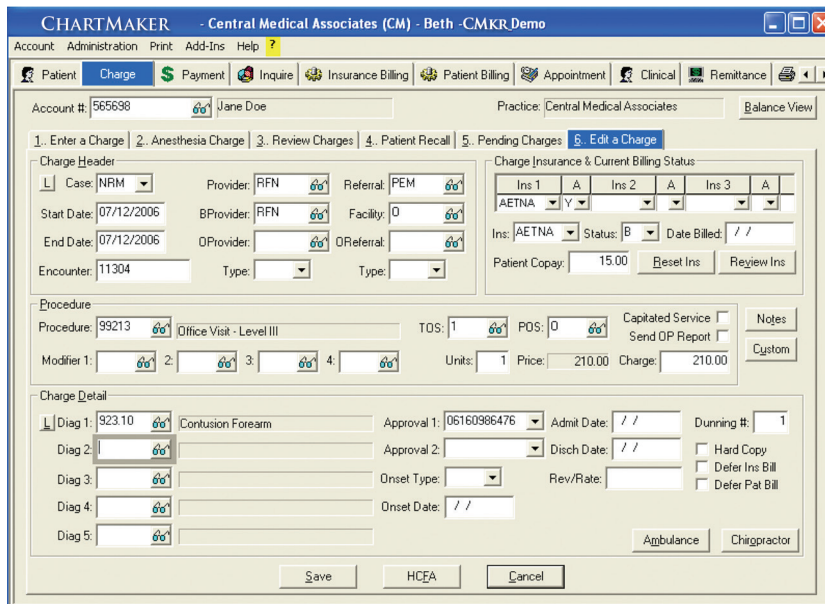 CHARTMAKER - Central Medical Associates (CM) - Beth -CMKR Demo
Account Administration Print Add-Ins Help ?
Patient Charge $ Payment Inquire Insurance Billing Patient Billing Appointment Clinical Remittance
Account #: 565698 Jane Doe Practice: Central Medical Associates Balance View
1.. Enter a Charge 2.. Anesthesia Charge 3.. Review Charges 4.. Patient Recall 5.. Pending Charges 6.. Edit a Charge
Charge Header Charge Insurance & Current Billing Status
L Case: NRM Provider: RFN Referral: PEM Ins 1 A Ins 2 A Ins 3 A
AETNA Y
Start Date: 07/12/2006 BProvider: RFN Facility: O
Ins: AETNA Status: B Date Billed: / /
End Date: 07/12/2006 OProvider: OReferral:
Patient Copay: 15.00 Reset Ins Review Ins
Encounter: 11304 Type: Type:
Procedure
Procedure: 99213 Office Visit - Level III TOS: 1 POS: O Capitated Service Notes
Send OP Report
Modifier 1: 2: 3: 4: Units: 1 Price: 210.00 Charge: 210.00 Custom
Charge Detail
L Diag 1: 923.10 Contusion Forearm Approval 1: 06160986476 Admit Date: / / Dunning #: 1
Diag 2: Approval 2: Disch Date: / / Hard Copy
Defer Ins Bill
Diag 3: Onset Type: Rev/Rate: Defer Pat Bill
Diag 4: Onset Date: / /
Diag 5: Ambulance Chiropractor
Save HCFA Cancel